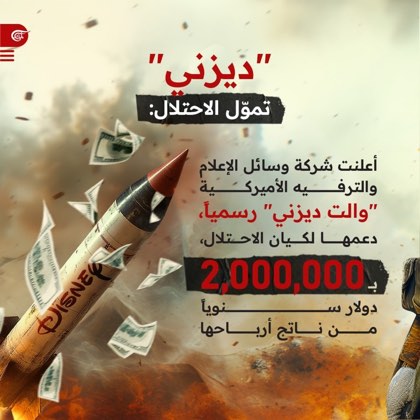 "ديزني"
تموّل الاحتلال:
أعلنت شركة وسائل الإعلام
والترفيه الأميركية
"والت ديزني" رسمياً،
دعمها لكيان الاحتلال،
بـ
2,000,000
دولار سنوياً
من ناتج أرباحها
DISNEY